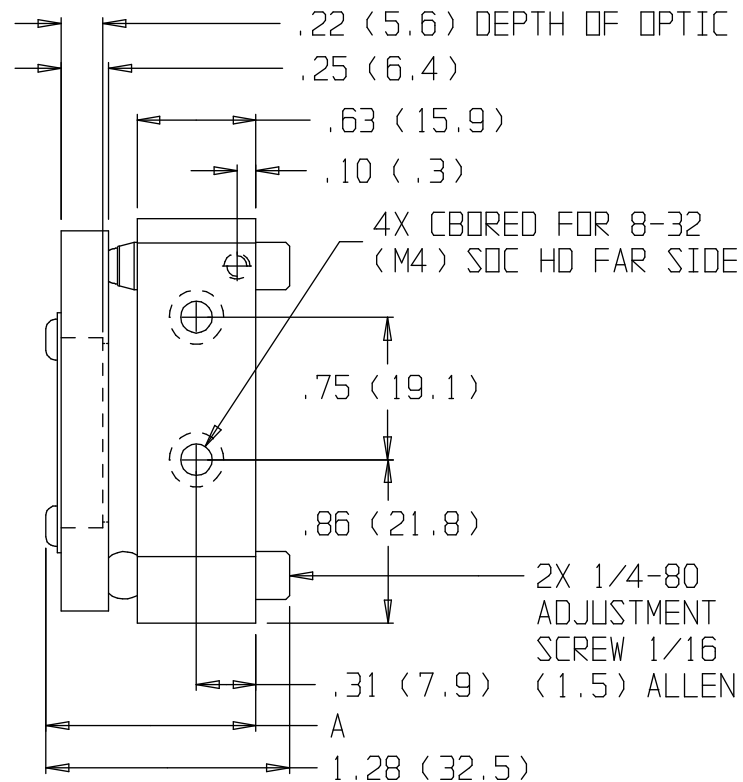 .22 (5.6) DEPTH OF OPTIC
.25 (6.4)
.63 (15.9)
.10 (.3)
4X CBORED FOR 8-32
(M4) SOC HD FAR SIDE
.75 (19.1)
.86 (21.8)
2X 1/4-80
ADJUSTMENT
SCREW 1/16
(1.5) ALLEN
.31 (7.9)
A
1.28 (32.5)